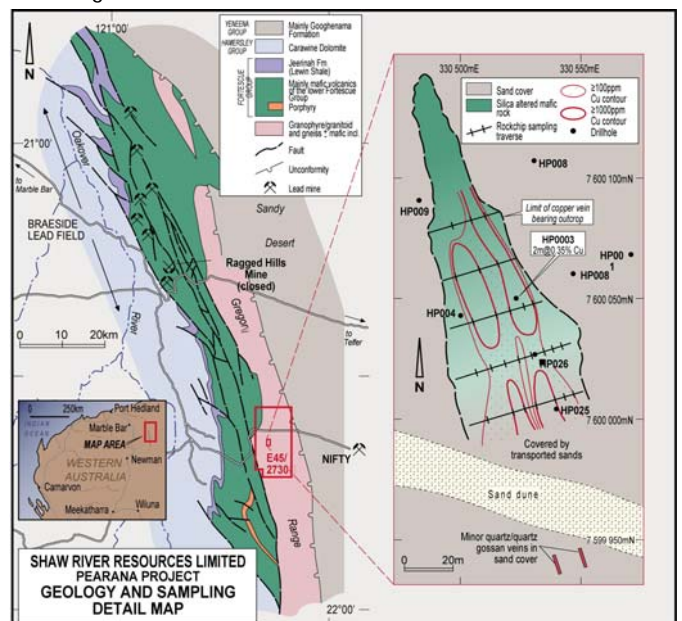 121°00'
N
21°00'
to Marble Bar
Oakover
River
BRAESIDE
LEAD FIELD
0 20km
Ragged Hills
Mine
(closed)
Sandy
Desert
Gregory
Range
to Telfer
NIFTY
E45/
2730
22°00'
YENEENA
GROUP
Mainly Googhenama
Formation
HAMERSLEY
GROUP
Carawine Dolomite
FORTESCUE
GROUP
Jeerinah Fm
(Lewin Shale)
Mainly mafic volcanics
of the lower Fortescue
Group
Porphyry
Granophyre/granitoid
and gneiss ± mafic incl.
Fault
Unconformity
Lead mine
0 250km
INDIAN
OCEAN
Port Hedland
Marble Bar
MAP AREA
Newman
WESTERN
AUSTRALIA
Carnarvon
Meekatharra
Wiluna
SHAW RIVER RESOURCES LIMITED
PEARANA PROJECT
GEOLOGY AND SAMPLING
DETAIL MAP
330 500mE
330 550mE
Sand cover
Silica altered mafic
rock
Rockchip sampling
traverse
≥100ppm
Cu contour
≥1000ppm
Cu contour
Drillhole
HP008
7 600 100mN
HP009
Limit of copper vein
bearing outcrop
HP0003
2m@0.35% Cu
HP00
1
HP008
7 600 050mN
HP004
N
HP026
HP025
7 600 000mN
Covered by
transported sands
Sand dune
7 599 950mN
Minor quartz/quartz
gossan veins in
sand cover
0 20m